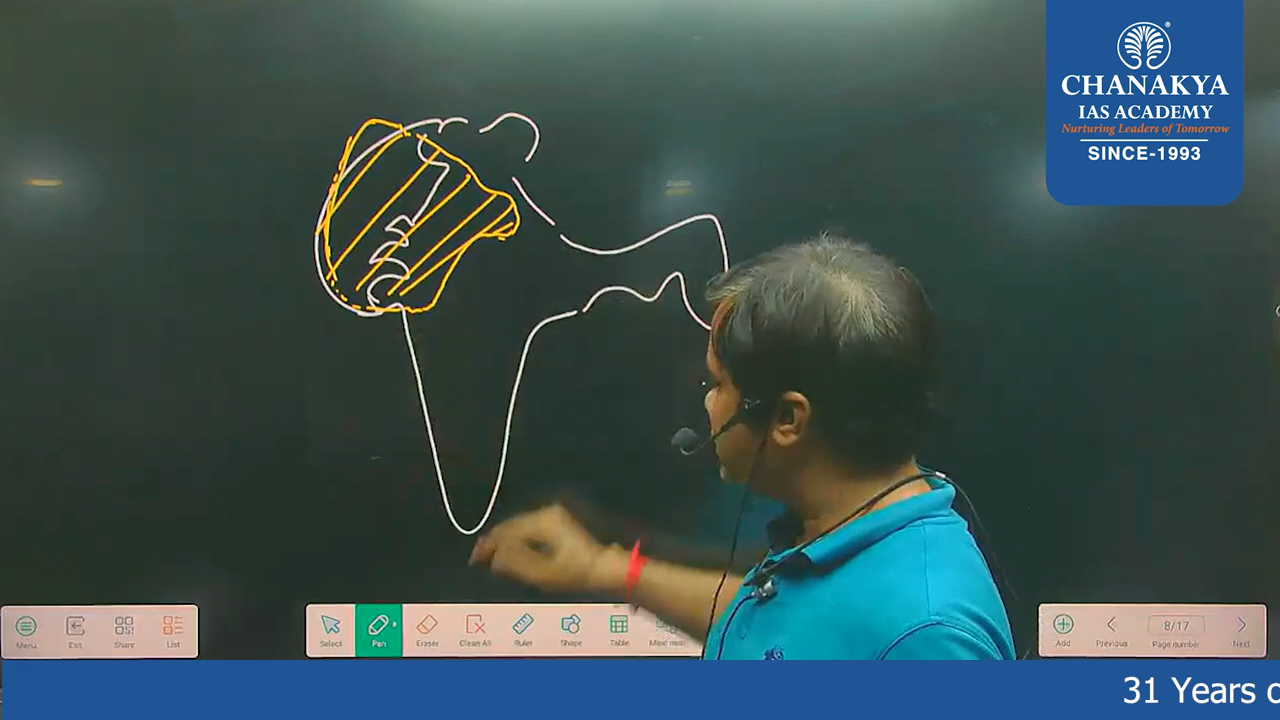 CHANAKYA
IAS ACADEMY
Nurturing Leaders of Tomorrow
SINCE-1993
Menu
Exit
Share
List
Select
Pen
Eraser
Clean All
Ruler
Shape
Table
Mind
Add
Previous
8/17
Page number
Next
31 Years